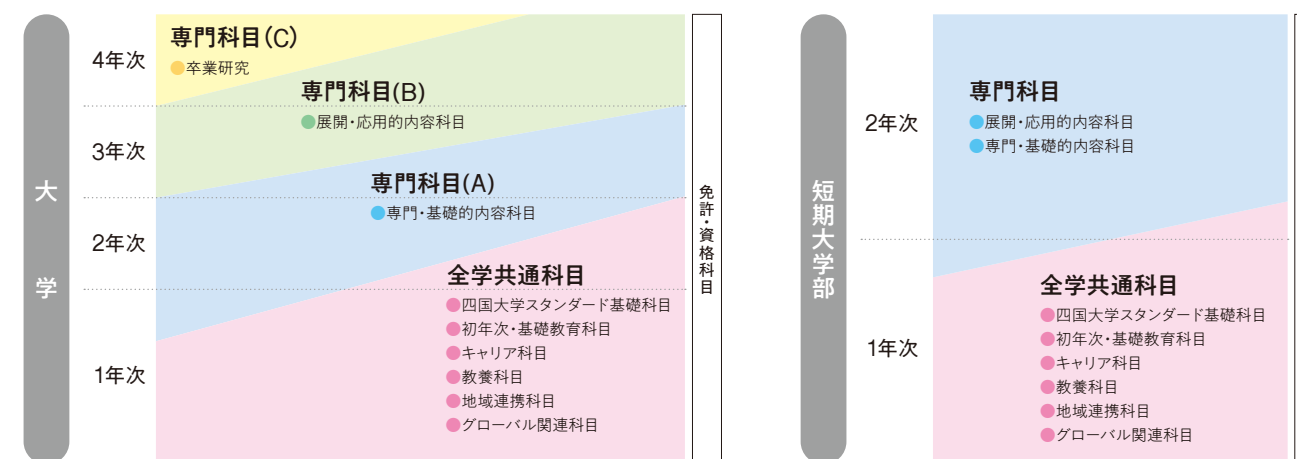 大学
4年次
3年次
2年次
1年次
専門科目(C)
●卒業研究
専門科目(B)
●展開・応用的内容科目
専門科目(A)
●専門・基礎的内容科目
全学共通科目
●四国大学スタンダード基礎科目
●初年次・基礎教育科目
●キャリア科目
●教養科目
●地域連携科目
●グローバル関連科目
免許・資格科目
短期大学部
2年次
1年次
専門科目
●展開・応用的内容科目
●専門・基礎的内容科目
全学共通科目
●四国大学スタンダード基礎科目
●初年次・基礎教育科目
●キャリア科目
●教養科目
●地域連携科目
●グローバル関連科目